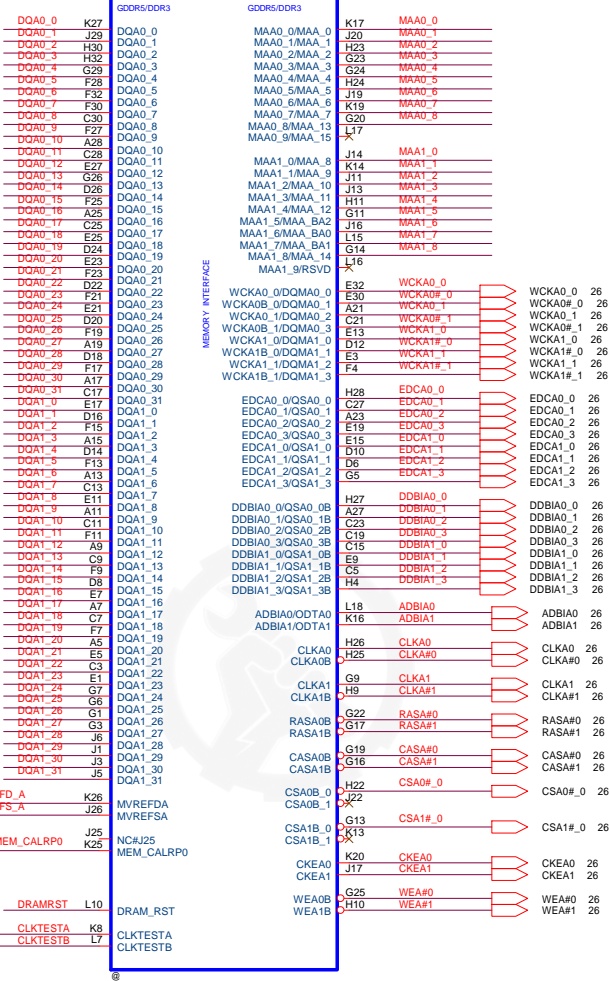 GDDR5/DDR3
DQA0_0 K27 DQA0_0
DQA0_1 J29 DQA0_1
DQA0_2 H30 DQA0_2
DQA0_3 H32 DQA0_3
DQA0_4 G29 DQA0_4
DQA0_5 F28 DQA0_5
DQA0_6 F32 DQA0_6
DQA0_7 F30 DQA0_7
DQA0_8 C30 DQA0_8
DQA0_9 F27 DQA0_9
DQA0_10 A28 DQA0_10
DQA0_11 C28 DQA0_11
DQA0_12 E27 DQA0_12
DQA0_13 G26 DQA0_13
DQA0_14 D26 DQA0_14
DQA0_15 F25 DQA0_15
DQA0_16 A25 DQA0_16
DQA0_17 C25 DQA0_17
DQA0_18 E25 DQA0_18
DQA0_19 D24 DQA0_19
DQA0_20 E23 DQA0_20
DQA0_21 F23 DQA0_21
DQA0_22 D22 DQA0_22
DQA0_23 F21 DQA0_23
DQA0_24 E21 DQA0_24
DQA0_25 D20 DQA0_25
DQA0_26 F19 DQA0_26
DQA0_27 A19 DQA0_27
DQA0_28 D18 DQA0_28
DQA0_29 F17 DQA0_29
DQA0_30 A17 DQA0_30
DQA0_31 C17 DQA0_31
DQA1_0 E17 DQA1_0
DQA1_1 D16 DQA1_1
DQA1_2 F15 DQA1_2
DQA1_3 A15 DQA1_3
DQA1_4 D14 DQA1_4
DQA1_5 F13 DQA1_5
DQA1_6 A13 DQA1_6
DQA1_7 C13 DQA1_7
DQA1_8 E11 DQA1_8
DQA1_9 A11 DQA1_9
DQA1_10 C11 DQA1_10
DQA1_11 F11 DQA1_11
DQA1_12 A9 DQA1_12
DQA1_13 C9 DQA1_13
DQA1_14 F9 DQA1_14
DQA1_15 D8 DQA1_15
DQA1_16 E7 DQA1_16
DQA1_17 A7 DQA1_17
DQA1_18 C7 DQA1_18
DQA1_19 F7 DQA1_19
DQA1_20 A5 DQA1_20
DQA1_21 E5 DQA1_21
DQA1_22 C3 DQA1_22
DQA1_23 E1 DQA1_23
DQA1_24 G7 DQA1_24
DQA1_25 G6 DQA1_25
DQA1_26 G1 DQA1_26
DQA1_27 G3 DQA1_27
DQA1_28 J6 DQA1_28
DQA1_29 J1 DQA1_29
DQA1_30 J3 DQA1_30
DQA1_31 J5 DQA1_31
FD_A K26 MVREFDA
FS_A J26 MVREFSA
J25 NC#J25
MEM_CALRP0 K25 MEM_CALRP0
DRAMRST L10 DRAM_RST
CLKTESTA K8 CLKTESTA
CLKTESTB L7 CLKTESTB
@
MEMORY INTERFACE
GDDR5/DDR3
MAA0_0/MAA_0 K17 MAA0_0
MAA0_1/MAA_1 J20 MAA0_1
MAA0_2/MAA_2 H23 MAA0_2
MAA0_3/MAA_3 G23 MAA0_3
MAA0_4/MAA_4 G24 MAA0_4
MAA0_5/MAA_5 H24 MAA0_5
MAA0_6/MAA_6 J19 MAA0_6
MAA0_7/MAA_7 K19 MAA0_7
MAA0_8/MAA_13 G20 MAA0_8
MAA0_9/MAA_15 L17
MAA1_0/MAA_8 J14 MAA1_0
MAA1_1/MAA_9 K14 MAA1_1
MAA1_2/MAA_10 J11 MAA1_2
MAA1_3/MAA_11 J13 MAA1_3
MAA1_4/MAA_12 H11 MAA1_4
MAA1_5/MAA_BA2 G11 MAA1_5
MAA1_6/MAA_BA0 J16 MAA1_6
MAA1_7/MAA_BA1 L15 MAA1_7
MAA1_8/MAA_14 G14 MAA1_8
MAA1_9/RSVD L16
WCKA0_0/DQMA0_0 E32 WCKA0_0 WCKA0_0 26
WCKA0B_0/DQMA0_1 E30 WCKA0#_0 WCKA0#_0 26
WCKA0_1/DQMA0_2 A21 WCKA0_1 WCKA0_1 26
WCKA0B_1/DQMA0_3 C21 WCKA0#_1 WCKA0#_1 26
WCKA1_0/DQMA1_0 E13 WCKA1_0 WCKA1_0 26
WCKA1B_0/DQMA1_1 D12 WCKA1#_0 WCKA1#_0 26
WCKA1_1/DQMA1_2 E3 WCKA1_1 WCKA1_1 26
WCKA1B_1/DQMA1_3 F4 WCKA1#_1 WCKA1#_1 26
EDCA0_0/QSA0_0 H28 EDCA0_0 EDCA0_0 26
EDCA0_1/QSA0_1 C27 EDCA0_1 EDCA0_1 26
EDCA0_2/QSA0_2 A23 EDCA0_2 EDCA0_2 26
EDCA0_3/QSA0_3 E19 EDCA0_3 EDCA0_3 26
EDCA1_0/QSA1_0 E15 EDCA1_0 EDCA1_0 26
EDCA1_1/QSA1_1 D10 EDCA1_1 EDCA1_1 26
EDCA1_2/QSA1_2 D6 EDCA1_2 EDCA1_2 26
EDCA1_3/QSA1_3 G5 EDCA1_3 EDCA1_3 26
DDBIA0_0/QSA0_0B H27 DDBIA0_0 DDBIA0_0 26
DDBIA0_1/QSA0_1B A27 DDBIA0_1 DDBIA0_1 26
DDBIA0_2/QSA0_2B C23 DDBIA0_2 DDBIA0_2 26
DDBIA0_3/QSA0_3B C19 DDBIA0_3 DDBIA0_3 26
DDBIA1_0/QSA1_0B C15 DDBIA1_0 DDBIA1_0 26
DDBIA1_1/QSA1_1B E9 DDBIA1_1 DDBIA1_1 26
DDBIA1_2/QSA1_2B C5 DDBIA1_2 DDBIA1_2 26
DDBIA1_3/QSA1_3B H4 DDBIA1_3 DDBIA1_3 26
ADBIA0/ODTA0 L18 ADBIA0 ADBIA0 26
ADBIA1/ODTA1 K16 ADBIA1 ADBIA1 26
CLKA0 H26 CLKA0 CLKA0 26
CLKA0B H25 CLKA#0 CLKA#0 26
CLKA1 G9 CLKA1 CLKA1 26
CLKA1B H9 CLKA#1 CLKA#1 26
RASA0B G22 RASA#0 RASA#0 26
RASA1B G17 RASA#1 RASA#1 26
CASA0B G19 CASA#0 CASA#0 26
CASA1B G16 CASA#1 CASA#1 26
CSA0B_0 H22 CSA0#_0 CSA0#_0 26
CSA0B_1 J22
CSA1B_0 G13 CSA1#_0 CSA1#_0 26
CSA1B_1 K13
CKEA0 K20 CKEA0 CKEA0 26
CKEA1 J17 CKEA1 CKEA1 26
WEA0B G25 WEA#0 WEA#0 26
WEA1B H10 WEA#1 WEA#1 26